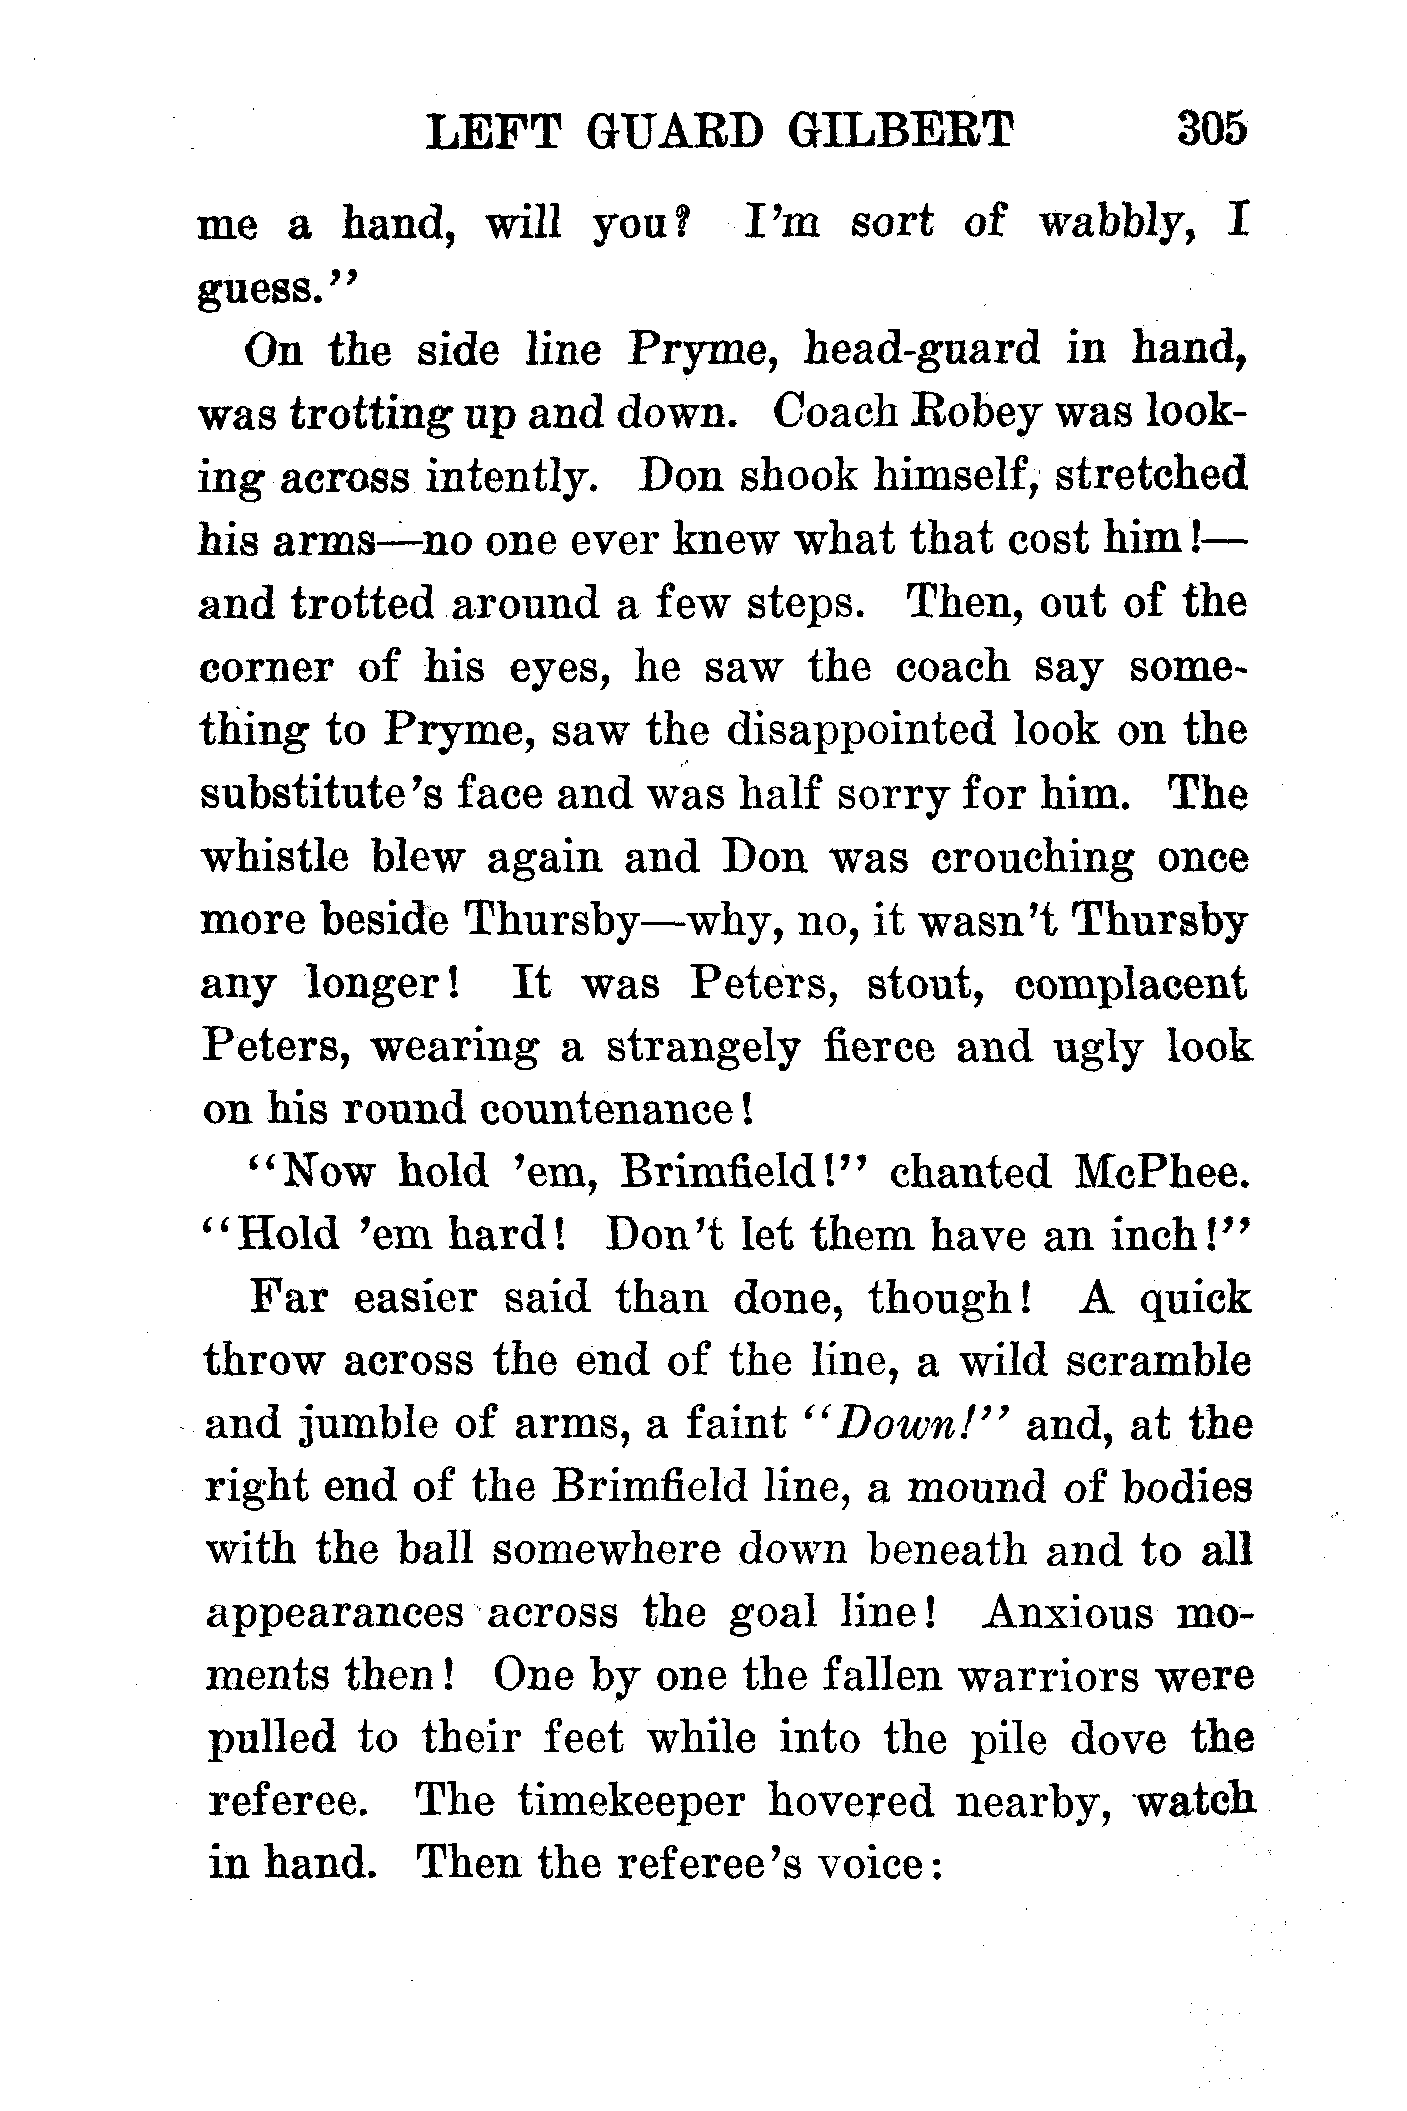 LEFT GUARD GILBERT 305
me a hand, will you? I'm sort of wabbly, I
guess."
On the side line Pryme, head-guard in hand,
was trotting up and down. Coach Robey was look-
ing across intently. Don shook himself, stretched
his arms—no one ever knew what that cost him!—
and trotted around a few steps. Then, out of the
corner of his eyes, he saw the coach say some-
thing to Pryme, saw the disappointed look on the
substitute's face and was half sorry for him. The
whistle blew again and Don was crouching once
more beside Thursby—why, no, it wasn't Thursby
any longer! It was Peters, stout, complacent
Peters, wearing a strangely fierce and ugly look
on his round countenance!
"Now hold 'em, Brimfield!" chanted McPhee.
"Hold 'em hard! Don't let them have an inch!"
Far easier said than done, though! A quick
throw across the end of the line, a wild scramble
and jumble of arms, a faint "Down!" and, at the
right end of the Brimfield line, a mound of bodies
with the ball somewhere down beneath and to all
appearances across the goal line! Anxious mo-
ments then! One by one the fallen warriors were
pulled to their feet while into the pile dove the
referee. The timekeeper hovered nearby, watch
in hand. Then the referee's voice: